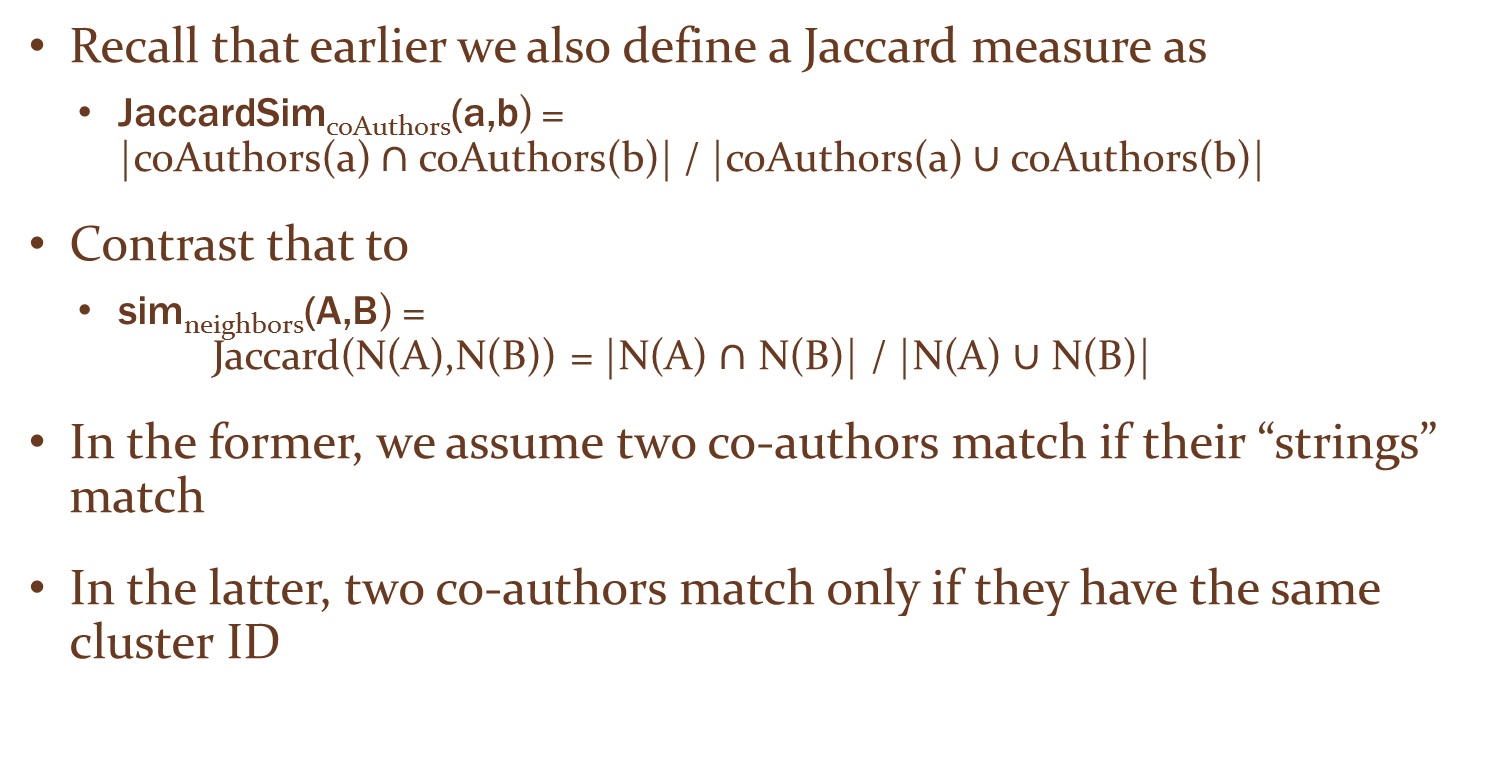 • Recall that earlier we also define a Jaccard measure as
• JaccardSimcoAuthors(a,b) =
|coAuthors(a) ∩ coAuthors(b)| / |coAuthors(a) ∪ coAuthors(b)|
• Contrast that to
• simneighbors(A,B) =
Jaccard(N(A),N(B)) = |N(A) ∩ N(B)| / |N(A) ∪ N(B)|
• In the former, we assume two co-authors match if their “strings”
match
• In the latter, two co-authors match only if they have the same
cluster ID